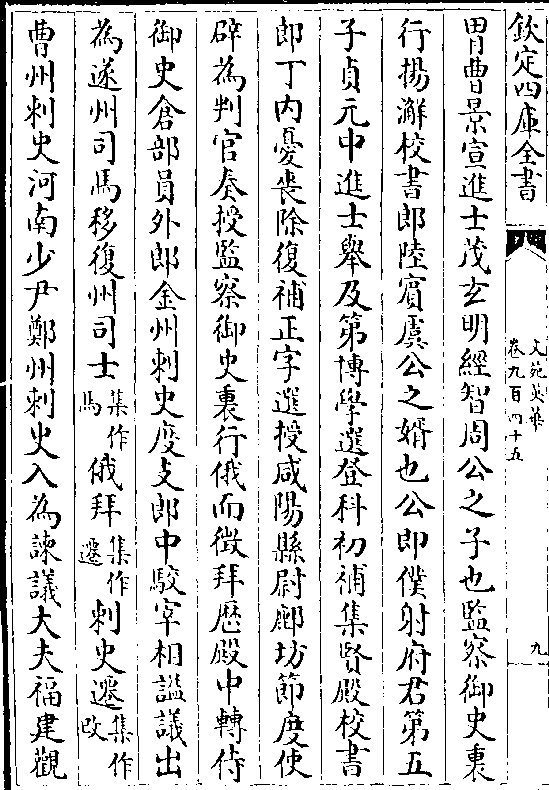 欽定四庫全書
文苑英華
卷九百四十五
九
胄曹景宣進士茂玄明經智周公之子也監察御史裏
行揚澥校書郎陸賓虞公之婿也公即僕射府君第五
子貞元中進士舉及第博學選登科初補集賢殿校書
郎丁内憂喪除復補正字選授咸陽縣尉鄜坊節度使
辟為判官奏授監察御史裏行俄而徴拜歴殿中轉侍
御史倉部員外郎金州刺史度支郎中駮宰相謚議出
為遂州司馬移復州司士集作馬俄拜集作遷刺史遷集作改
曹州刺史河南少尹鄭州刺史入為諫議大夫福建觀